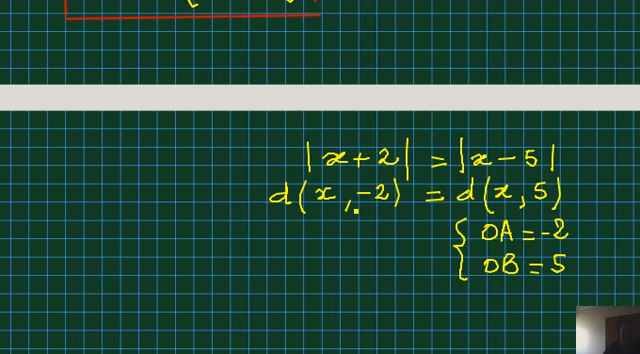 |x+2| = |x-5|
d(x,-2) = d(x,5)
{ OA = -2
OB = 5